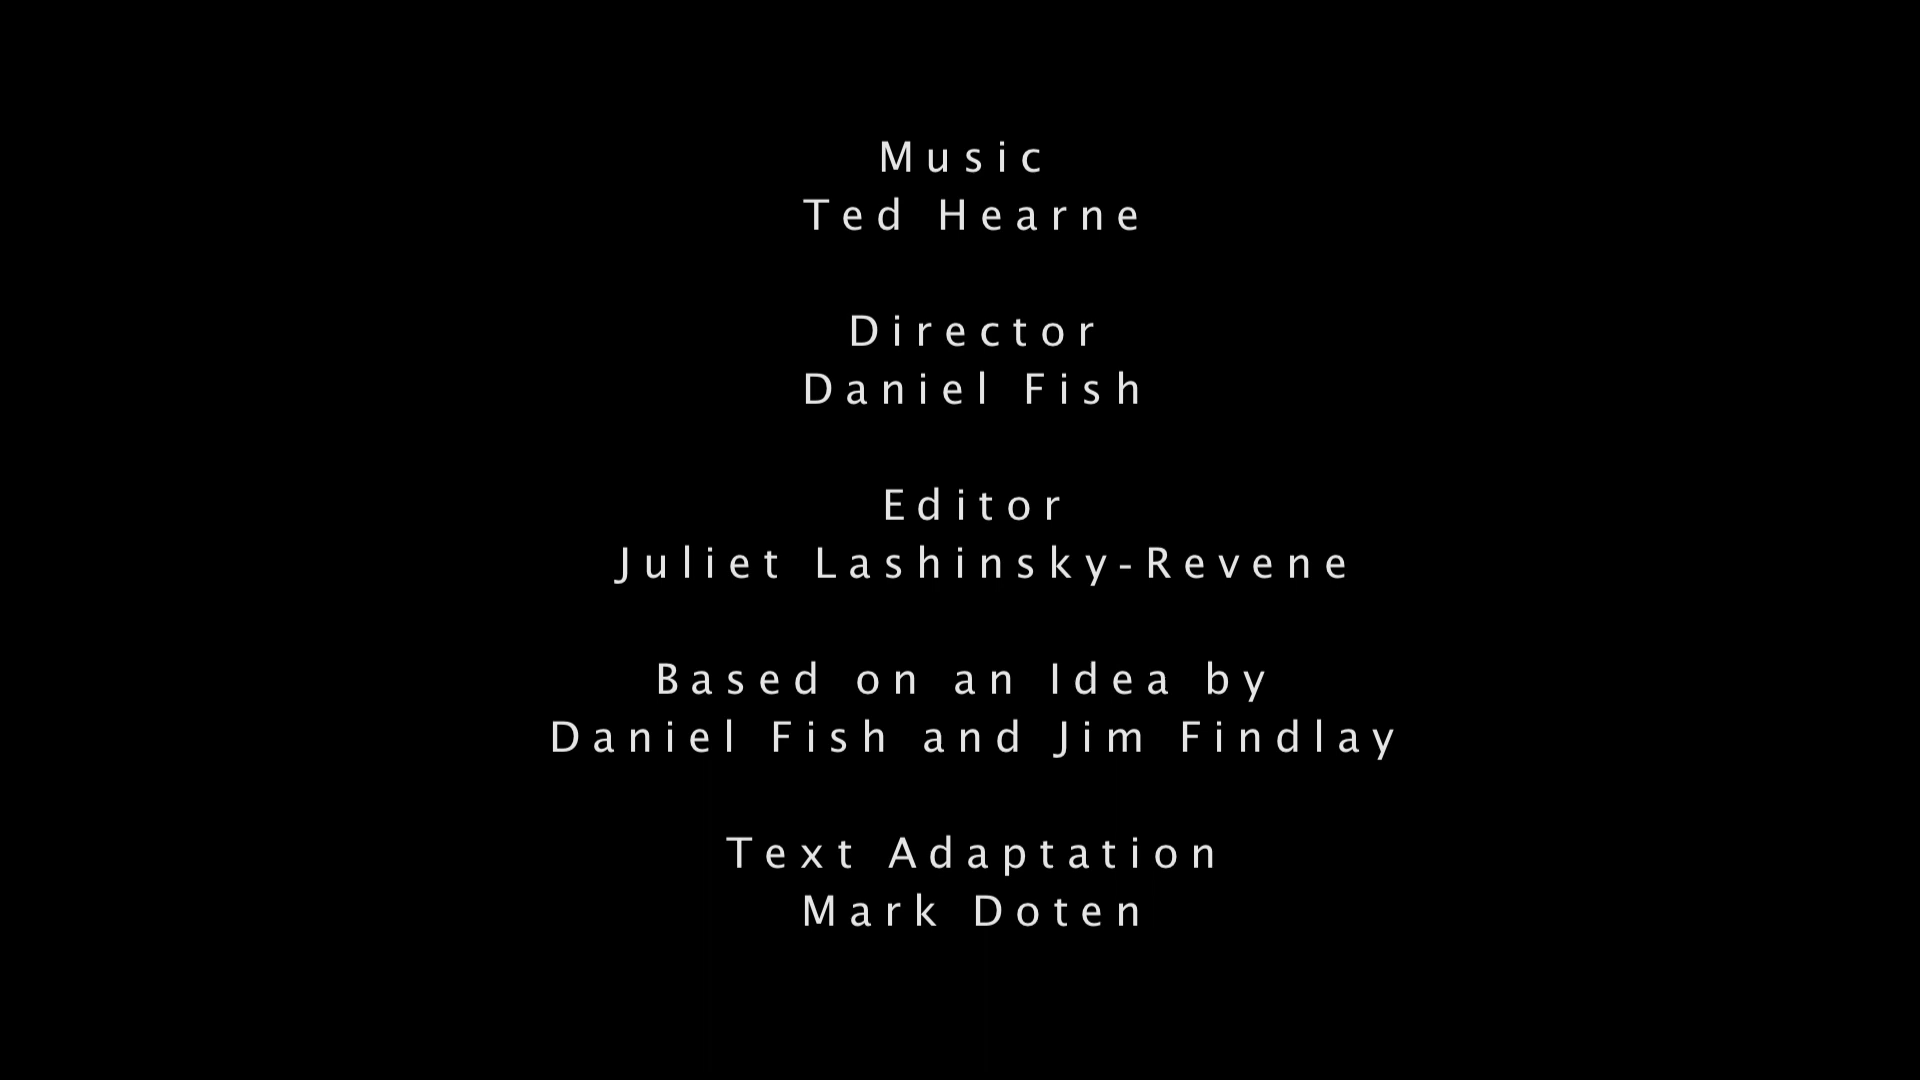 Music
Ted Hearne
Director
Daniel Fish
Editor
Juliet Lashinsky-Revene
Based on an Idea by
Daniel Fish and Jim Findlay
Text Adaptation
Mark Doten